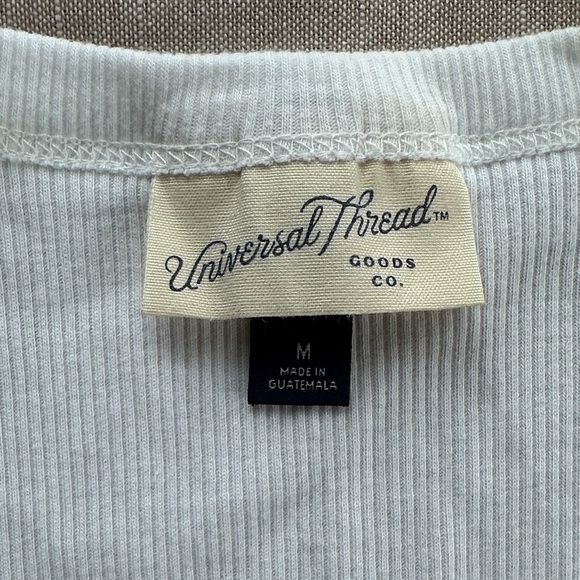 Universal Thread™
GOODS
CO.
M
MADE IN
GUATEMALA